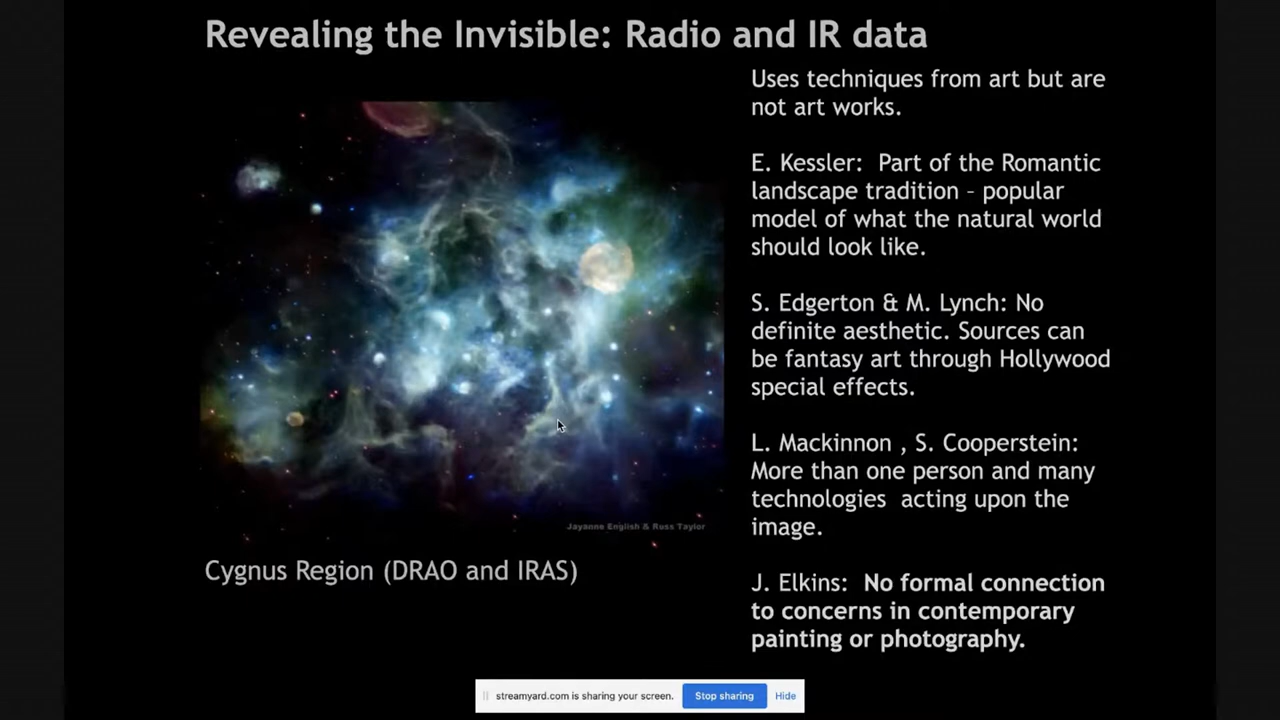 Revealing the Invisible: Radio and IR data
Uses techniques from art but are
not art works.
E. Kessler: Part of the Romantic
landscape tradition – popular
model of what the natural world
should look like.
S. Edgerton & M. Lynch: No
definite aesthetic. Sources can
be fantasy art through Hollywood
special effects.
L. Mackinnon , S. Cooperstein:
More than one person and many
technologies acting upon the
image.
J. Elkins: No formal connection
to concerns in contemporary
painting or photography.
Jayanne English & Russ Taylor
Cygnus Region (DRAO and IRAS)
streamyard.com is sharing your screen.
Stop sharing
Hide